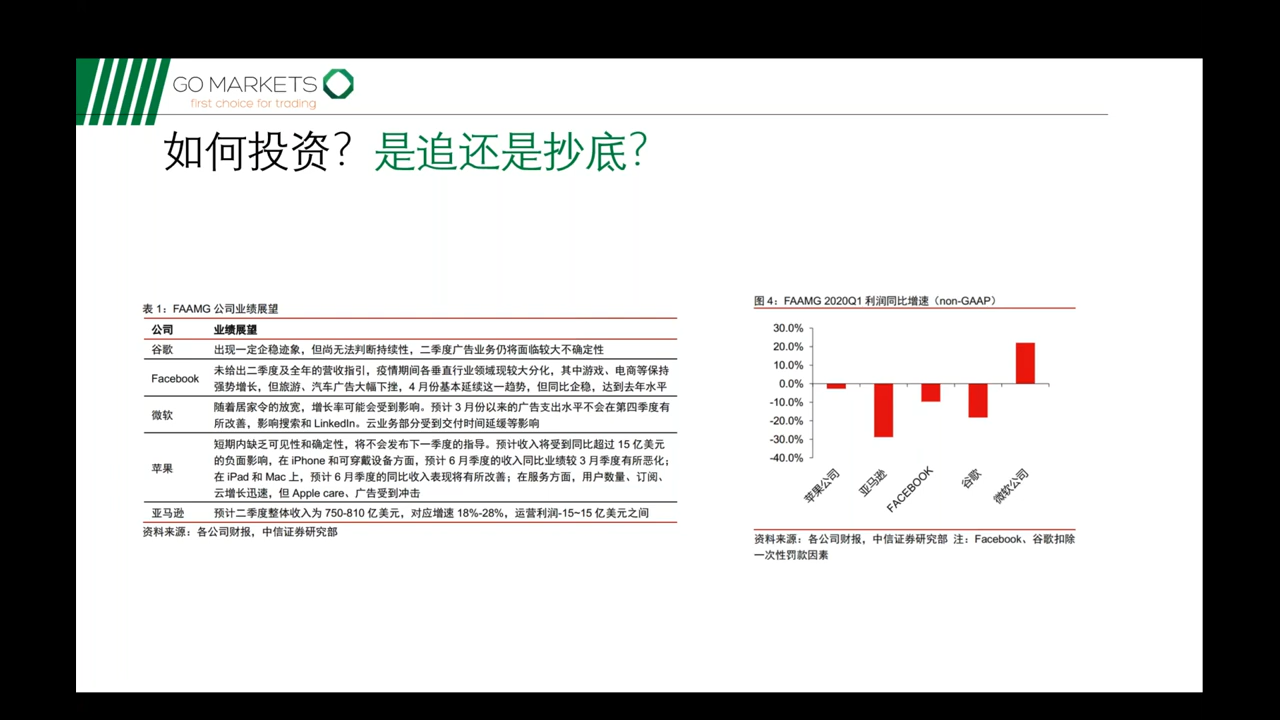 GO MARKETS
first choice for trading
如何投资？是追还是抄底？
表 1：FAAMG 公司业绩展望
公司 业绩展望
谷歌 出现一定企稳迹象，但尚无法判断持续性，二季度广告业务仍将面临较大不确定性
Facebook 未给出二季度及全年的营收指引，疫情期间各垂直行业领域现较大分化，其中游戏、电商等保持
强势增长，但旅游、汽车广告大幅下挫，4 月份基本延续这一趋势，但同比企稳，达到去年水平
微软 随着居家令的放宽，增长率可能会受到影响。预计 3 月份以来的广告支出水平不会在第四季度有
所改善，影响搜索和 LinkedIn。云业务部分受到交付时间延缓等影响
苹果 短期内缺乏可见性和确定性，将不会发布下一季度的指导。预计收入将受到同比超过 15 亿美元
的负面影响，在 iPhone 和可穿戴设备方面，预计 6 月季度的收入同比业绩较 3 月季度有所恶化；
在 iPad 和 Mac 上，预计 6 月季度的同比收入表现将有所改善；在服务方面，用户数量、订阅、
云增长迅速，但 Apple care、广告受到冲击
亚马逊 预计二季度整体收入为 750-810 亿美元，对应增速 18%-28%，运营利润-15~15 亿美元之间
资料来源：各公司财报，中信证券研究部
图 4：FAAMG 2020Q1 利润同比增速（non-GAAP）
30.0%
20.0%
10.0%
0.0%
-10.0%
-20.0%
-30.0%
-40.0%
苹果公司 亚马逊 FACEBOOK 谷歌 微软公司
资料来源：各公司财报，中信证券研究部 注：Facebook、谷歌扣除
一次性罚款因素